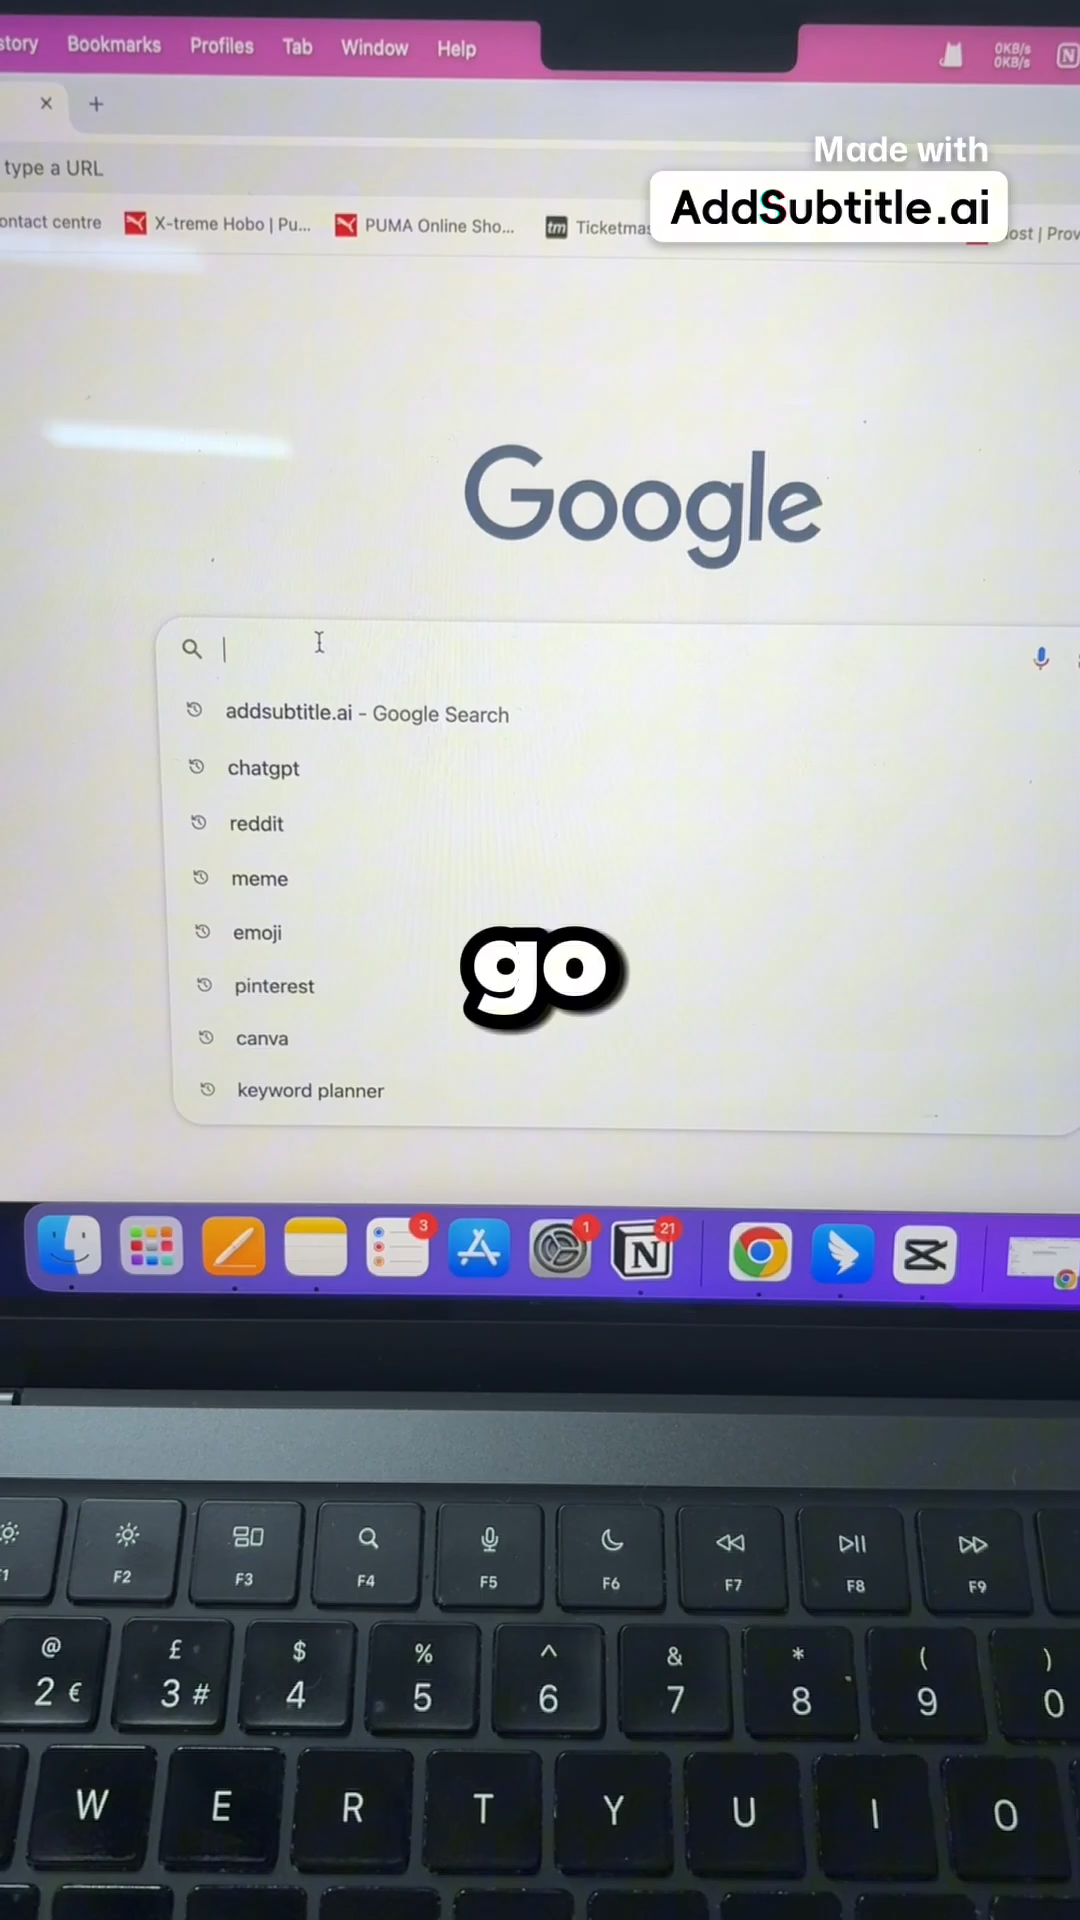 story Bookmarks Profiles Tab Window Help
0KB/s
0KB/s
N
type a URL
Made with
AddSubtitle.ai
ontact centre X-treme Hobo | Pu... PUMA Online Sho... tm Ticketmas ost | Prov
Google
addsubtitle.ai - Google Search
chatgpt
reddit
meme
emoji
pinterest
canva
keyword planner
go
3 1 21
N
F1 F2 F3 F4 F5 F6 F7 F8 F9
@ £ $ % ^ & * ( )
2 € 3 # 4 5 6 7 8 9 0
W E R T Y U I O